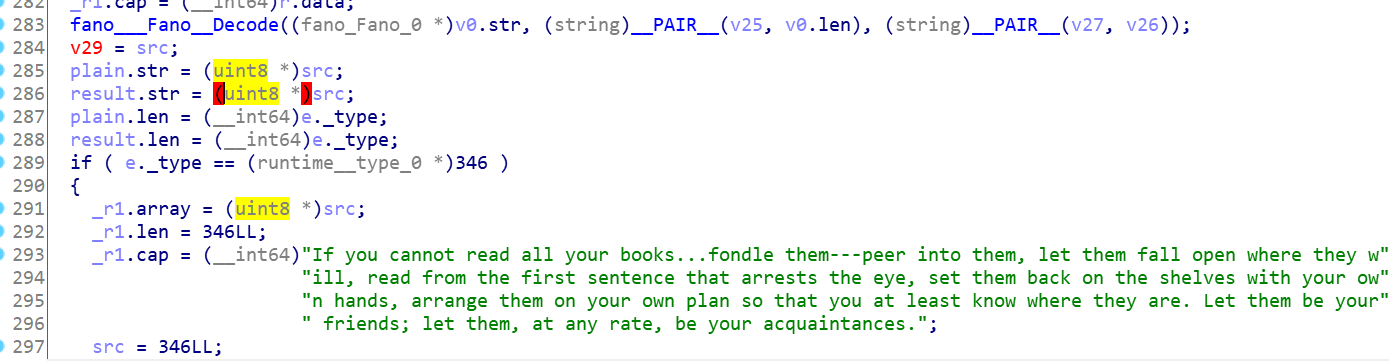 282 _r1.cap = (__int64)r.data;
283 fano___Fano__Decode((fano_Fano_0 *)v0.str, (string)__PAIR__(v25, v0.len), (string)__PAIR__(v27, v26));
284 v29 = src;
285 plain.str = (uint8 *)src;
286 result.str = (uint8 *)src;
287 plain.len = (__int64)e._type;
288 result.len = (__int64)e._type;
289 if ( e._type == (runtime__type_0 *)346 )
290 {
291 _r1.array = (uint8 *)src;
292 _r1.len = 346LL;
293 _r1.cap = (__int64)"If you cannot read all your books...fondle them---peer into them, let them fall open where they w"
294 "ill, read from the first sentence that arrests the eye, set them back on the shelves with your ow"
295 "n hands, arrange them on your own plan so that you at least know where they are. Let them be your"
296 " friends; let them, at any rate, be your acquaintances.";
297 src = 346LL;